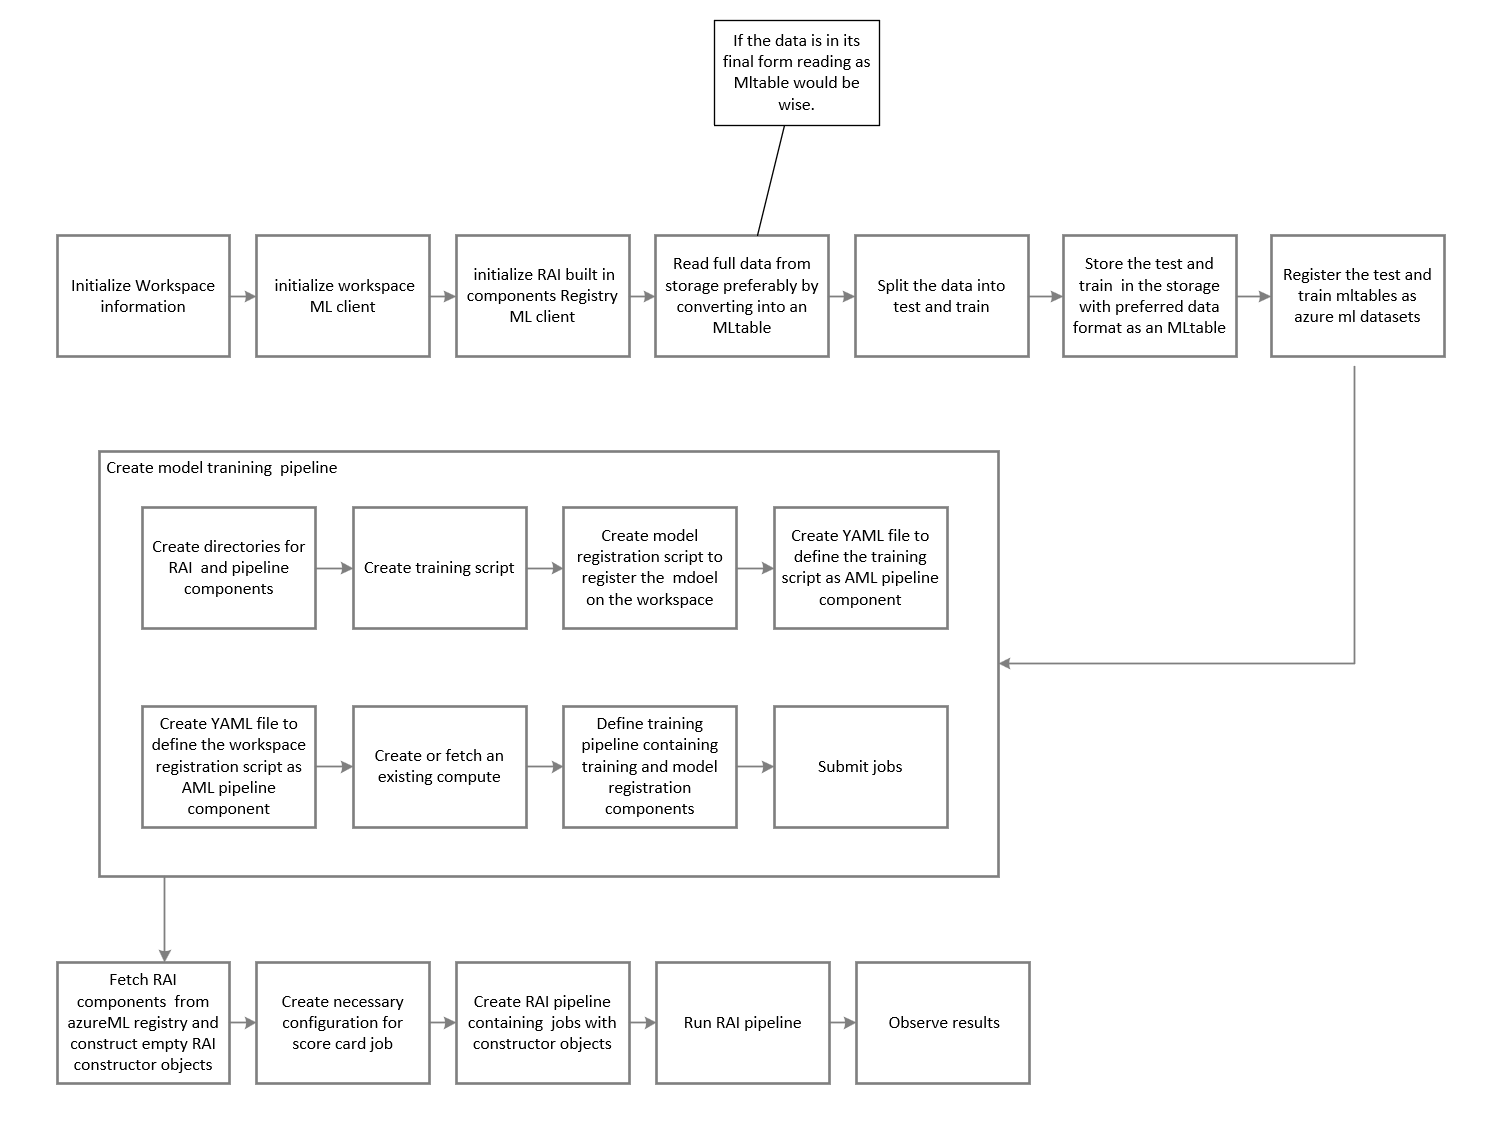 If the data is in its
final form reading as
Mltable would be
wise.
Initialize Workspace
information
initialize workspace
ML client
initialize RAI built in
components Registry
ML client
Read full data from
storage preferably by
converting into an
MLtable
Split the data into
test and train
Store the test and
train in the storage
with preferred data
format as an MLtable
Register the test and
train mltables as
azure ml datasets
Create model tranining pipeline
Create directories for
RAI and pipeline
components
Create training script
Create model
registration script to
register the mdoel
on the workspace
Create YAML file to
define the training
script as AML pipeline
component
Create YAML file to
define the workspace
registration script as
AML pipeline
component
Create or fetch an
existing compute
Define training
pipeline containing
training and model
registration
components
Submit jobs
Fetch RAI
components from
azureML registry and
construct empty RAI
constructor objects
Create necessary
configuration for
score card job
Create RAI pipeline
containing jobs with
constructor objects
Run RAI pipeline
Observe results